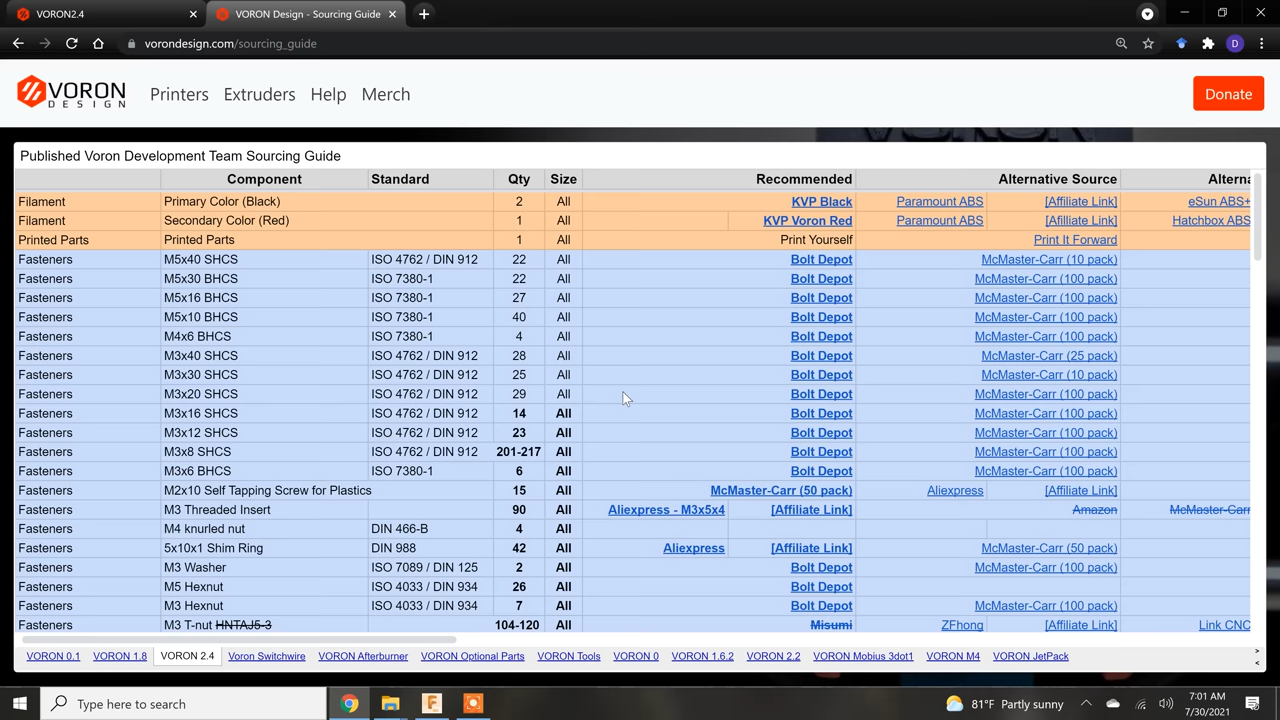 VORON2.4
VORON Design - Sourcing Guide
vorondesign.com/sourcing_guide
D
VORON DESIGN
Printers Extruders Help Merch
Donate
Published Voron Development Team Sourcing Guide
Component Standard Qty Size Recommended Alternative Source Alterna
Filament Primary Color (Black) 2 All KVP Black Paramount ABS [Affiliate Link] eSun ABS+
Filament Secondary Color (Red) 1 All KVP Voron Red Paramount ABS [Affiliate Link] Hatchbox ABS
Printed Parts Printed Parts 1 All Print Yourself Print It Forward
Fasteners M5x40 SHCS ISO 4762 / DIN 912 22 All Bolt Depot McMaster-Carr (10 pack)
Fasteners M5x30 BHCS ISO 7380-1 22 All Bolt Depot McMaster-Carr (100 pack)
Fasteners M5x16 BHCS ISO 7380-1 27 All Bolt Depot McMaster-Carr (100 pack)
Fasteners M5x10 BHCS ISO 7380-1 40 All Bolt Depot McMaster-Carr (100 pack)
Fasteners M4x6 BHCS ISO 7380-1 4 All Bolt Depot McMaster-Carr (100 pack)
Fasteners M3x40 SHCS ISO 4762 / DIN 912 28 All Bolt Depot McMaster-Carr (25 pack)
Fasteners M3x30 SHCS ISO 4762 / DIN 912 25 All Bolt Depot McMaster-Carr (10 pack)
Fasteners M3x20 SHCS ISO 4762 / DIN 912 29 All Bolt Depot McMaster-Carr (100 pack)
Fasteners M3x16 SHCS ISO 4762 / DIN 912 14 All Bolt Depot McMaster-Carr (100 pack)
Fasteners M3x12 SHCS ISO 4762 / DIN 912 23 All Bolt Depot McMaster-Carr (100 pack)
Fasteners M3x8 SHCS ISO 4762 / DIN 912 201-217 All Bolt Depot McMaster-Carr (100 pack)
Fasteners M3x6 BHCS ISO 7380-1 6 All Bolt Depot McMaster-Carr (100 pack)
Fasteners M2x10 Self Tapping Screw for Plastics 15 All McMaster-Carr (50 pack) Aliexpress [Affiliate Link]
Fasteners M3 Threaded Insert 90 All Aliexpress - M3x5x4 [Affiliate Link] Amazon McMaster-Carr
Fasteners M4 knurled nut DIN 466-B 4 All
Fasteners 5x10x1 Shim Ring DIN 988 42 All Aliexpress [Affiliate Link] McMaster-Carr (50 pack)
Fasteners M3 Washer ISO 7089 / DIN 125 2 All Bolt Depot McMaster-Carr (100 pack)
Fasteners M5 Hexnut ISO 4033 / DIN 934 26 All Bolt Depot
Fasteners M3 Hexnut ISO 4033 / DIN 934 7 All Bolt Depot McMaster-Carr (100 pack)
Fasteners M3 T-nut HNTAJ5-3 104-120 All Misumi ZFhong [Affiliate Link] Link CNC
VORON 0.1 VORON 1.8 VORON 2.4 Voron Switchwire VORON Afterburner VORON Optional Parts VORON Tools VORON 0 VORON 1.6.2 VORON 2.2 VORON Mobius 3dot1 VORON M4 VORON JetPack
Type here to search
81°F Partly sunny
7:01 AM
7/30/2021